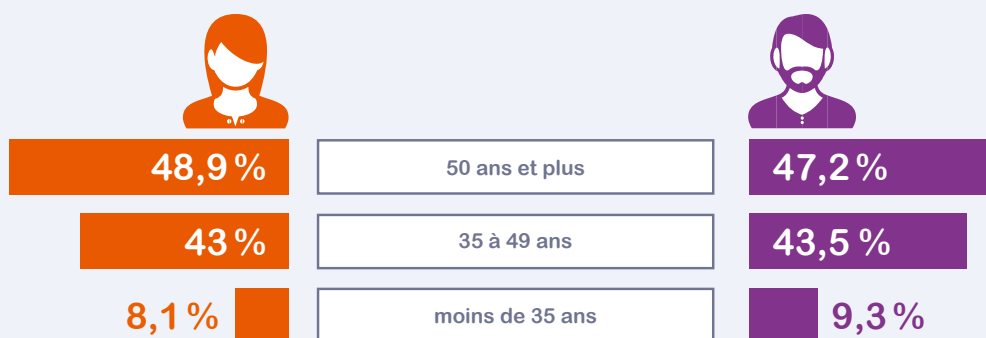 48,9 % 50 ans et plus 47,2 %
43 % 35 à 49 ans 43,5 %
8,1 % moins de 35 ans 9,3 %